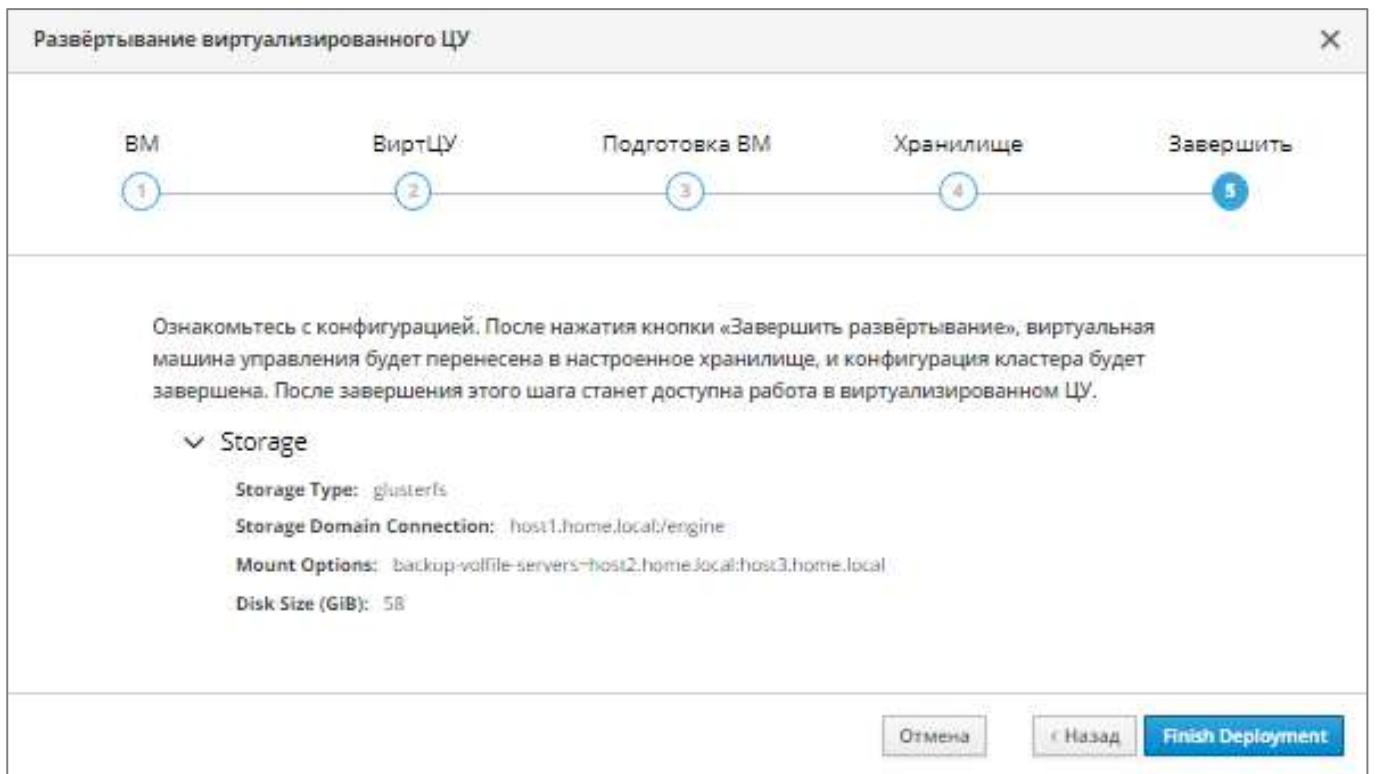 Развёртывание виртуализированного ЦУ
ВМ
ВиртЦУ
Подготовка ВМ
Хранилище
Завершить
1
2
3
4
5
Ознакомьтесь с конфигурацией. После нажатия кнопки «Завершить развёртывание», виртуальная
машина управления будет перенесена в настроенное хранилище, и конфигурация кластера будет
завершена. После завершения этого шага станет доступна работа в виртуализированном ЦУ.
Storage
Storage Type: glusterfs
Storage Domain Connection: host1.home.local:/engine
Mount Options: backup-volfile-servers=host2.home.local:host3.home.local
Disk Size (GiB): 58
Отмена
‹ Назад
Finish Deployment